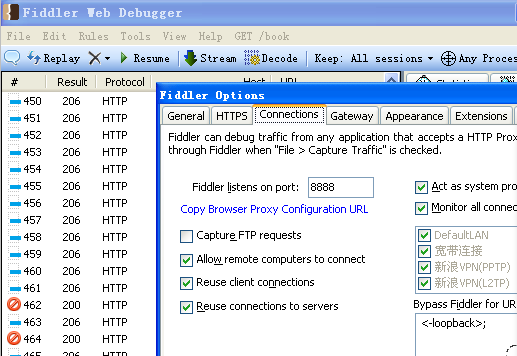 Fiddler Web Debugger
File Edit Rules Tools View Help GET /book
Replay Resume Stream Decode Keep: All sessions Any Proce
# Result Protocol Host URL
Fiddler Options
General HTTPS Connections Gateway Appearance Extensions
Fiddler can debug traffic from any application that accepts a HTTP Prox
through Fiddler when "File > Capture Traffic" is checked.
Fiddler listens on port: 8888
Copy Browser Proxy Configuration URL
Capture FTP requests
Allow remote computers to connect
Reuse client connections
Reuse connections to servers
Act as system pro
Monitor all connec
DefaultLAN
宽带连接
新浪VPN(PPTP)
新浪VPN(L2TP)
Bypass Fiddler for UR
<-loopback>;
450 206 HTTP
451 206 HTTP
452 206 HTTP
453 206 HTTP
454 206 HTTP
455 206 HTTP
456 206 HTTP
457 206 HTTP
458 206 HTTP
459 206 HTTP
460 206 HTTP
461 206 HTTP
462 200 HTTP
463 206 HTTP
464 200 HTTP
465 206 HTTP